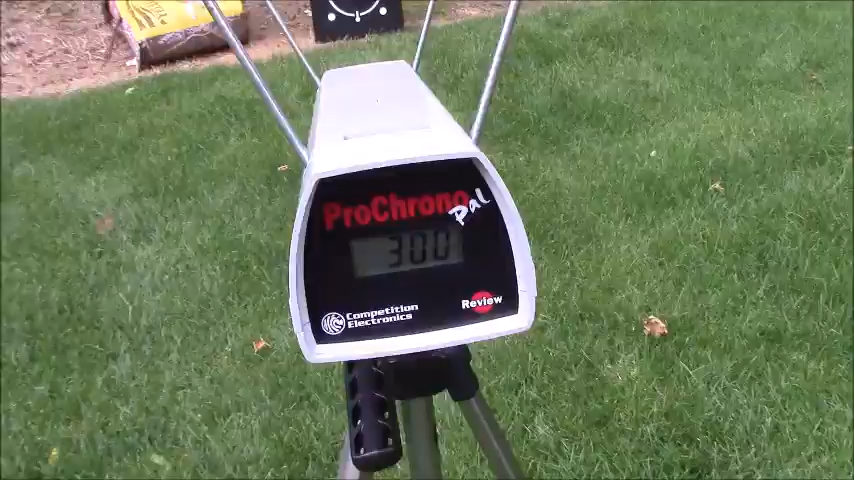 ProChrono
Pal
300
Competition
Electronics
Review